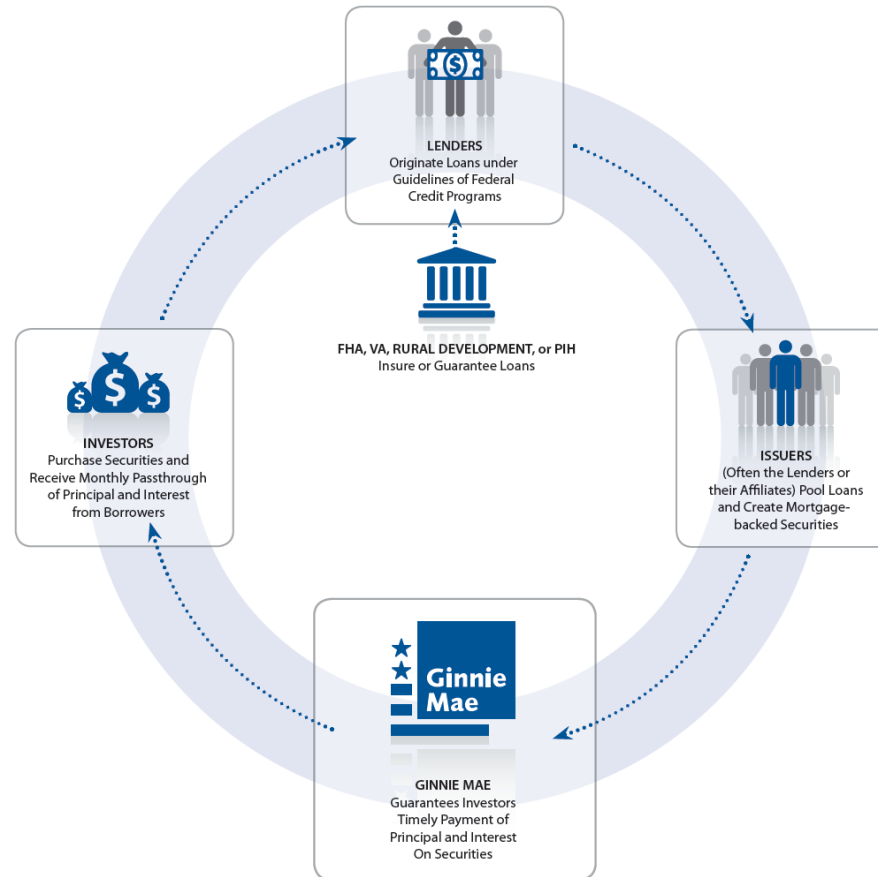 $
LENDERS
Originate Loans under
Guidelines of Federal
Credit Programs
FHA, VA, RURAL DEVELOPMENT, or PIH
Insure or Guarantee Loans
$ $ $
INVESTORS
Purchase Securities and
Receive Monthly Passthrough
of Principal and Interest
from Borrowers
ISSUERS
(Often the Lenders or
their Affiliates) Pool Loans
and Create Mortgage-
backed Securities
Ginnie
Mae
GINNIE MAE
Guarantees Investors
Timely Payment of
Principal and Interest
On Securities